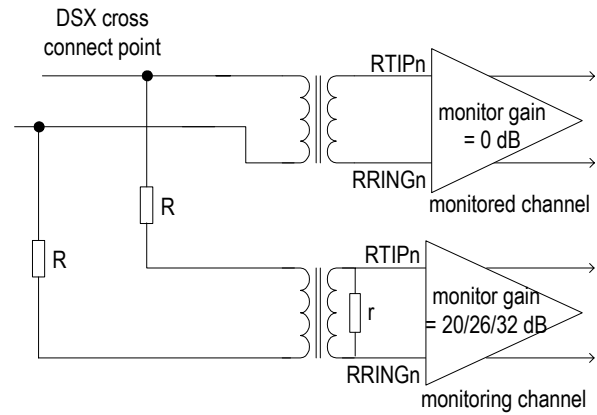 DSX cross
connect point
RTIPn
monitor gain
= 0 dB
RRINGn
monitored channel
R
R
RTIPn
monitor gain
= 20/26/32 dB
r
RRINGn
monitoring channel